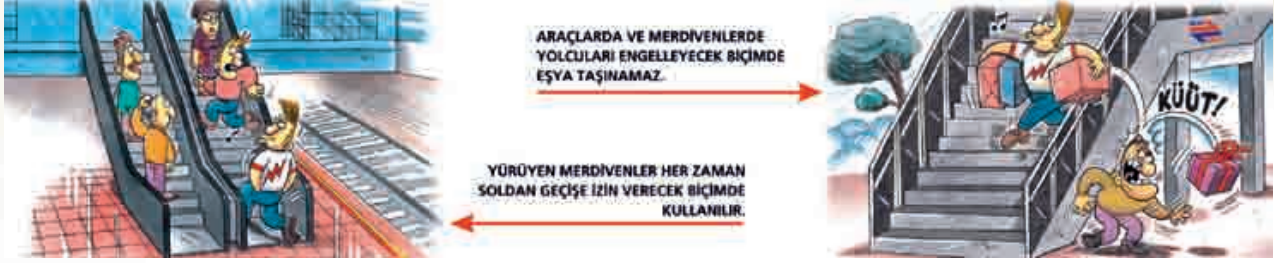 ARAÇLARDA VE MERDİVENLERDE
YOLCULARI ENGELLEYECEK BİÇİMDE
EŞYA TAŞINAMAZ.
KÜÜT!
YÜRÜYEN MERDİVENLER HER ZAMAN
SOLDAN GEÇİŞE İZİN VERECEK BİÇİMDE
KULLANILIR.